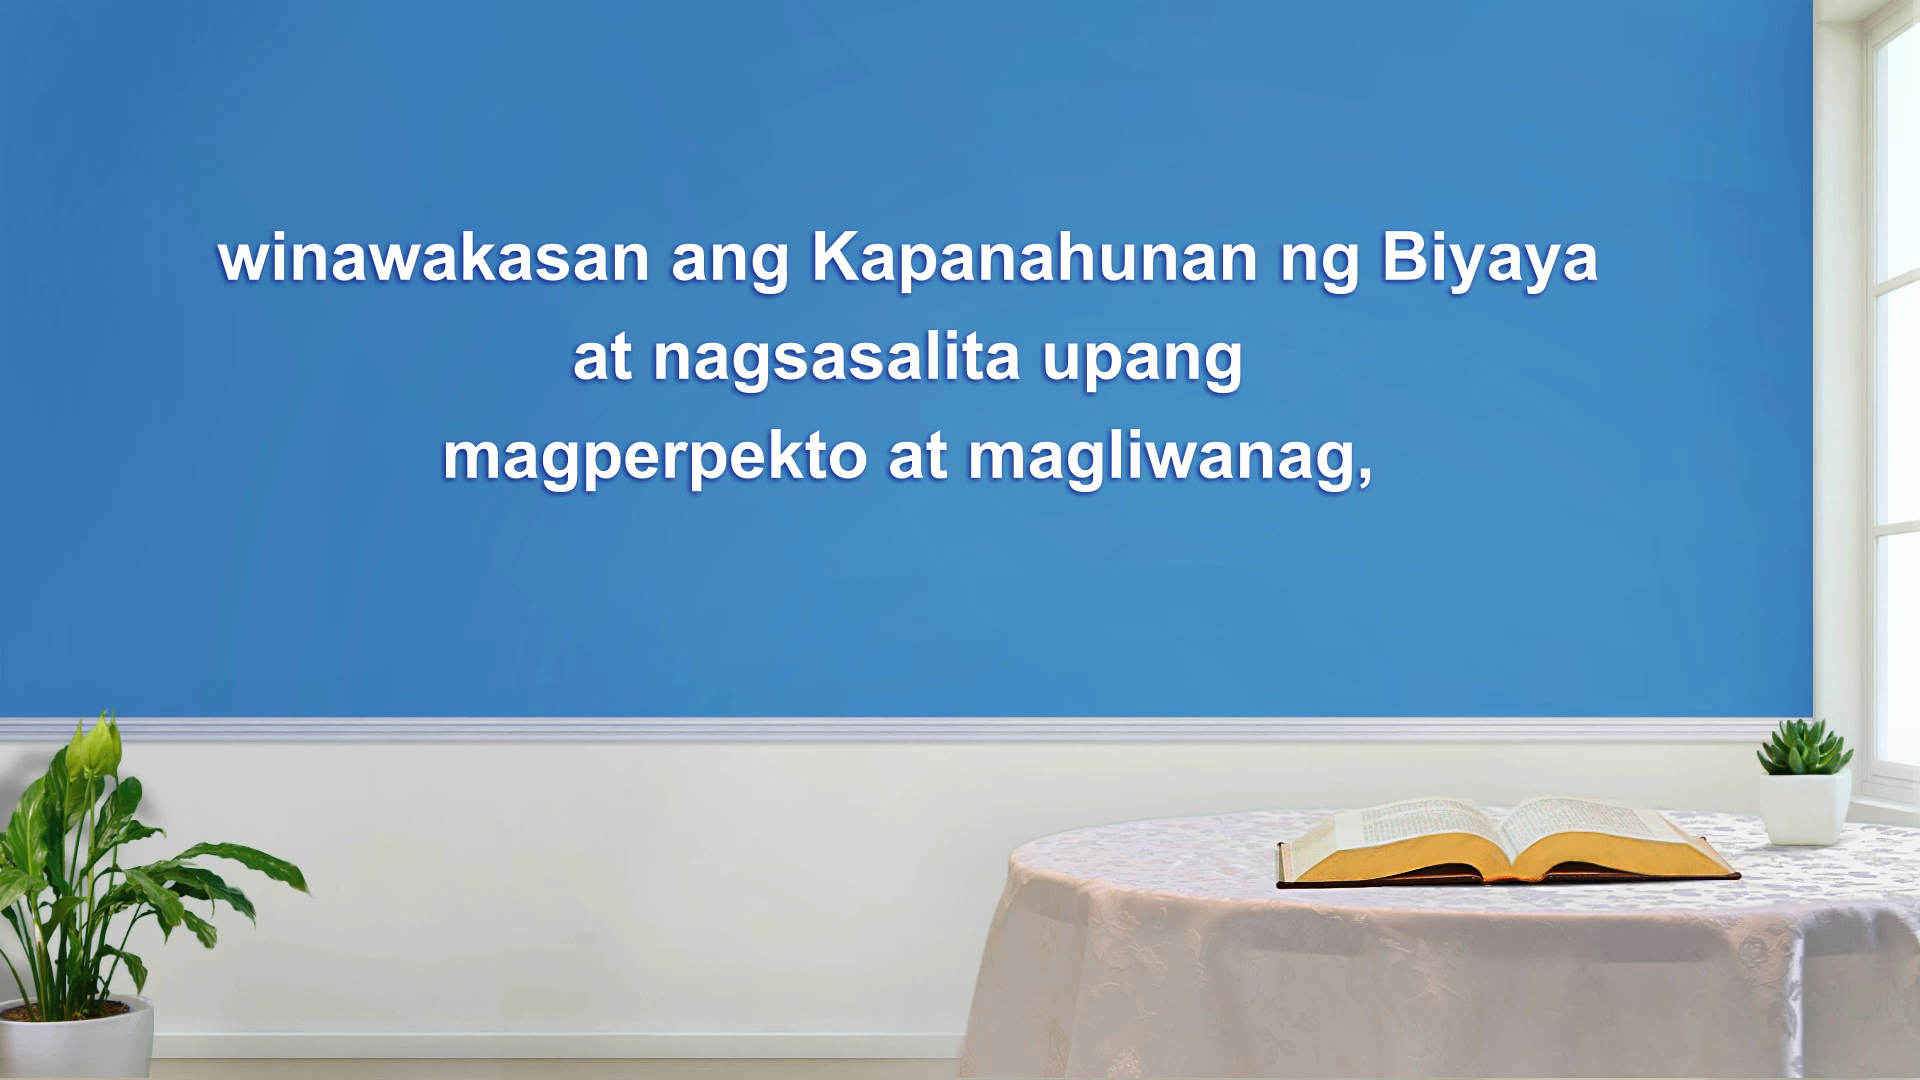 winawakasan ang Kapanahunan ng Biyaya
at nagsasalita upang
magperpekto at magliwanag,